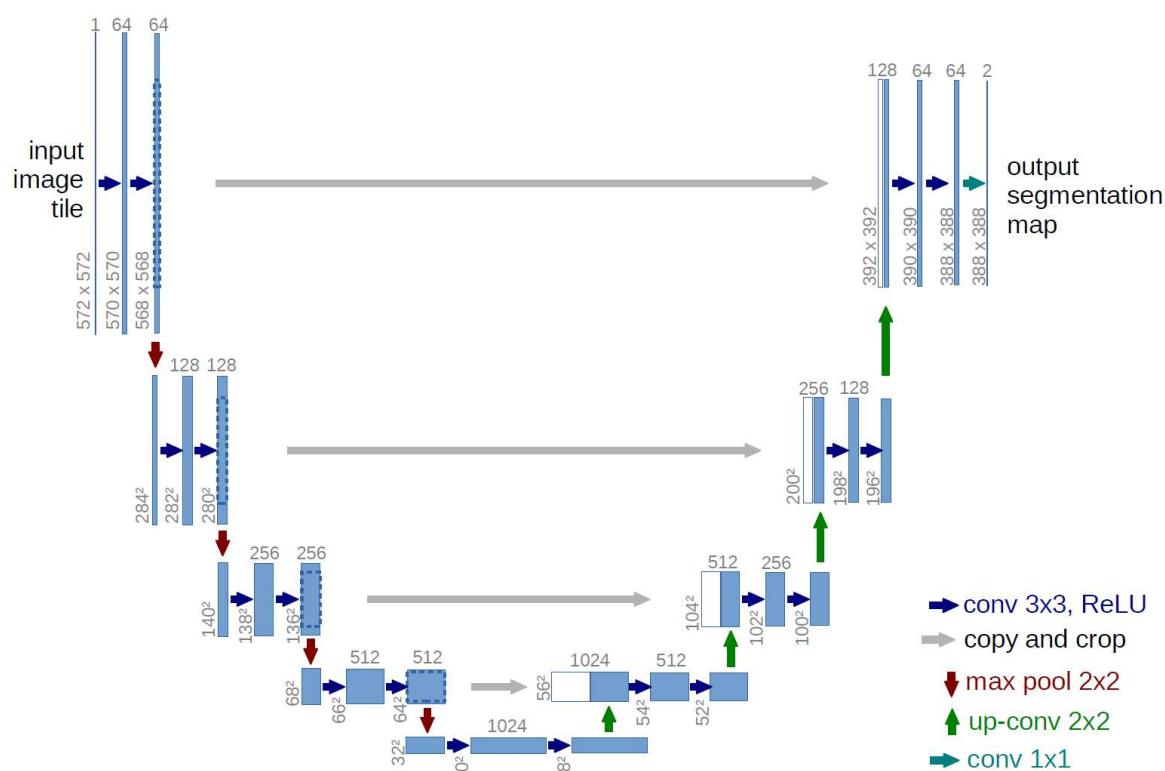 1 64 64
input
image
tile
572 x 572
570 x 570
568 x 568
128 64 64 2
output
segmentation
map
392 x 392
390 x 390
388 x 388
388 x 388
128 128
284²
282²
280²
256 128
200²
198²
196²
256 256
140²
138²
136²
512 256
104²
102²
100²
512 512
68²
66²
64²
1024 512
56²
54²
52²
1024
32²
0²
8²
conv 3x3, ReLU
copy and crop
max pool 2x2
up-conv 2x2
conv 1x1